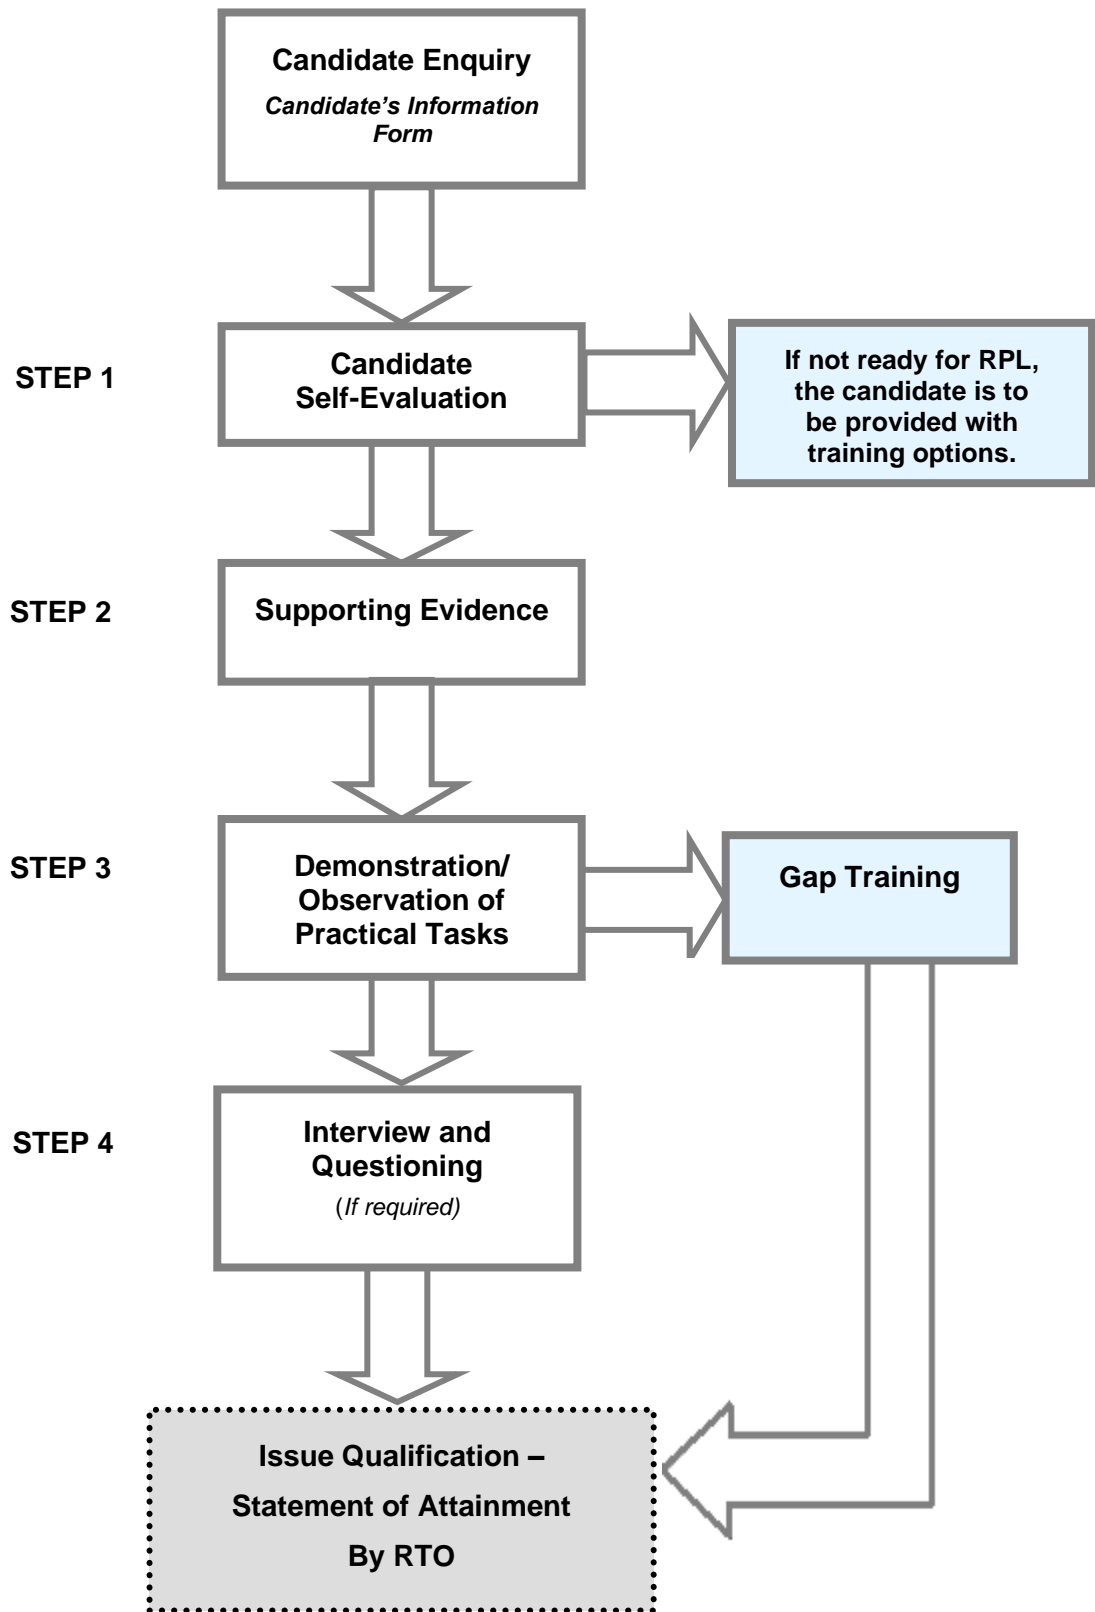 Candidate Enquiry
Candidate’s Information
Form
STEP 1
Candidate
Self-Evaluation
If not ready for RPL,
the candidate is to
be provided with
training options.
STEP 2
Supporting Evidence
STEP 3
Demonstration/
Observation of
Practical Tasks
Gap Training
STEP 4
Interview and
Questioning
(If required)
Issue Qualification –
Statement of Attainment
By RTO